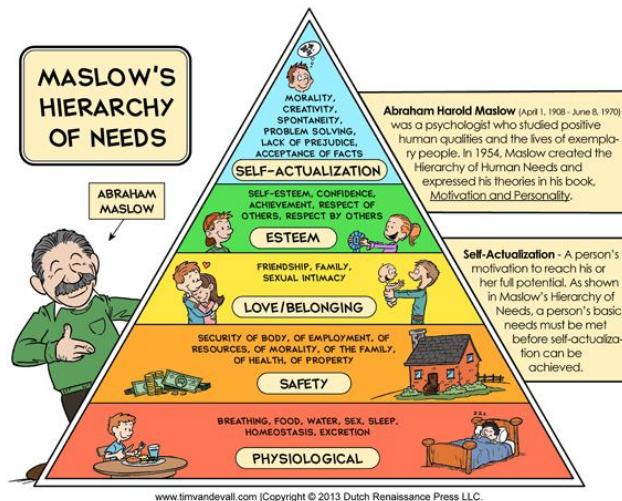 MASLOW'S
HIERARCHY
OF NEEDS
ABRAHAM
MASLOW
MORALITY,
CREATIVITY,
SPONTANEITY,
PROBLEM SOLVING,
LACK OF PREJUDICE,
ACCEPTANCE OF FACTS
SELF-ACTUALIZATION
SELF-ESTEEM, CONFIDENCE,
ACHIEVEMENT, RESPECT OF
OTHERS, RESPECT BY OTHERS
ESTEEM
FRIENDSHIP, FAMILY,
SEXUAL INTIMACY
LOVE/BELONGING
SECURITY OF BODY, OF EMPLOYMENT, OF
RESOURCES, OF MORALITY, OF THE FAMILY,
OF HEALTH, OF PROPERTY
SAFETY
BREATHING, FOOD, WATER, SEX, SLEEP,
HOMEOSTASIS, EXCRETION
PHYSIOLOGICAL
ZZZ
Abraham Harold Maslow (April 1, 1908 - June 8, 1970)
was a psychologist who studied positive
human qualities and the lives of exempla-
ry people. In 1954, Maslow created the
Hierarchy of Human Needs and
expressed his theories in his book,
Motivation and Personality.
Self-Actualization - A person's
motivation to reach his or
her full potential. As shown
in Maslow's Hierarchy of
Needs, a person's basic
needs must be met
before self-actualiza-
tion can be
achieved.
www.timvandevall.com |Copyright © 2013 Dutch Renaissance Press LLC.